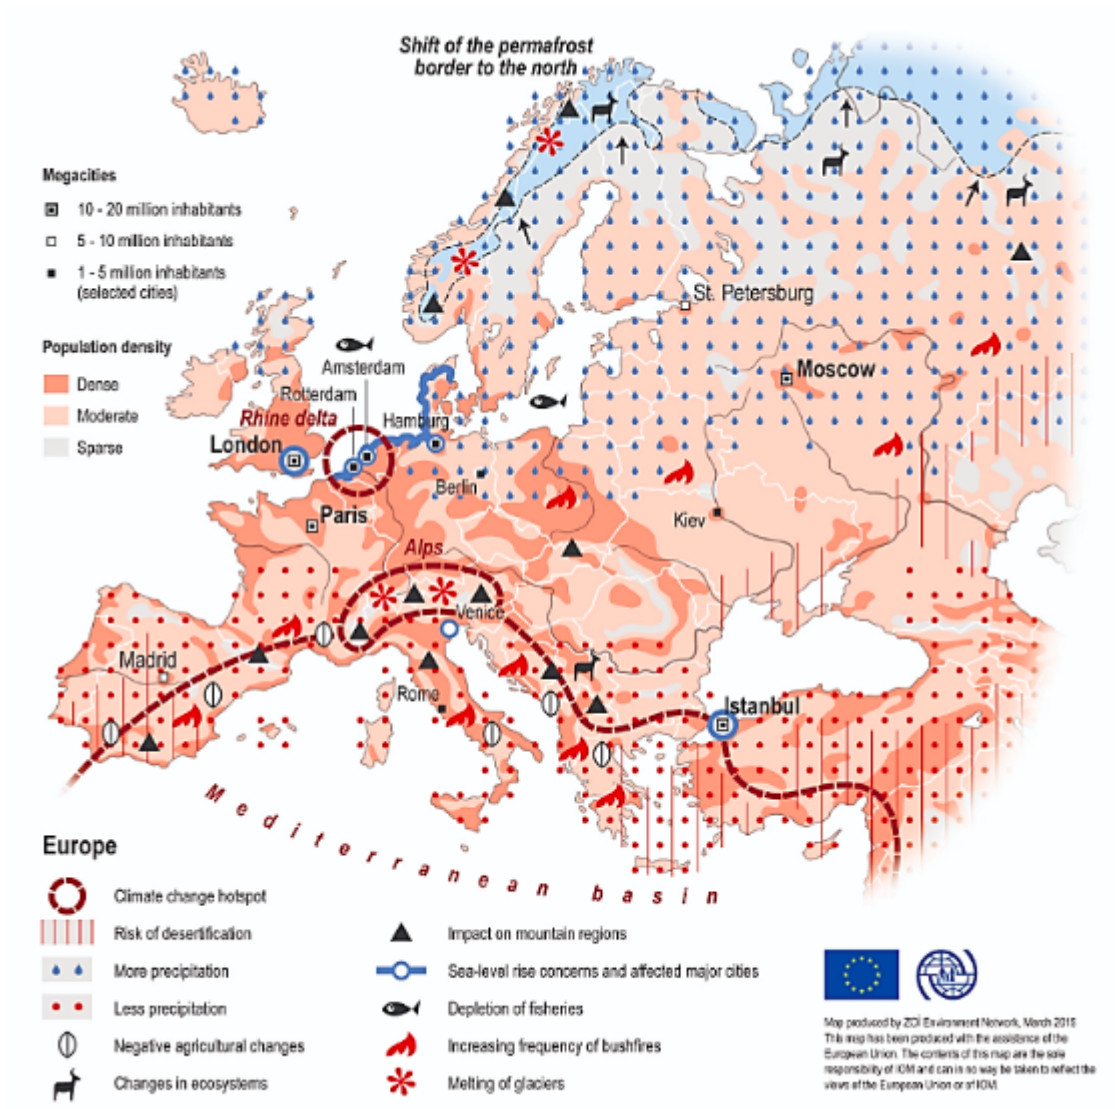 Shift of the permafrost
border to the north
Megacities
10 - 20 million inhabitants
5 - 10 million inhabitants
1 - 5 million inhabitants
(selected cities)
Population density
Dense
Moderate
Sparse
St. Petersburg
Moscow
Amsterdam
Rotterdam
Rhine delta
Hamburg
London
Berlin
Paris
Kiev
Alps
Venice
Madrid
Rome
Istanbul
Mediterranean basin
Europe
Climate change hotspot
Risk of desertification
More precipitation
Less precipitation
Negative agricultural changes
Changes in ecosystems
Impact on mountain regions
Sea-level rise concerns and affected major cities
Depletion of fisheries
Increasing frequency of bushfires
Melting of glaciers
Map produced by ZOÏ Environment Network, March 2015
This map has been produced with the assistance of the
European Union. The contents of this map are the sole
responsibility of IOM and can in no way be taken to reflect the
views of the European Union or of IOM.